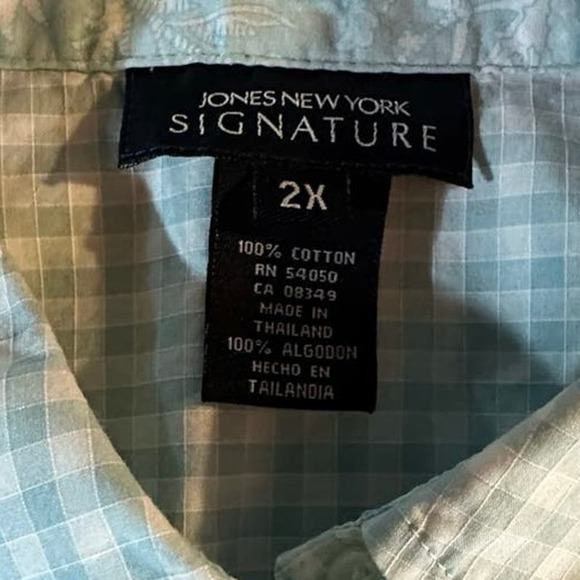 JONES NEW YORK
SIGNATURE
2X
100% COTTON
RN 54050
CA 08349
MADE IN
THAILAND
100% ALGODON
HECHO EN
TAILANDIA